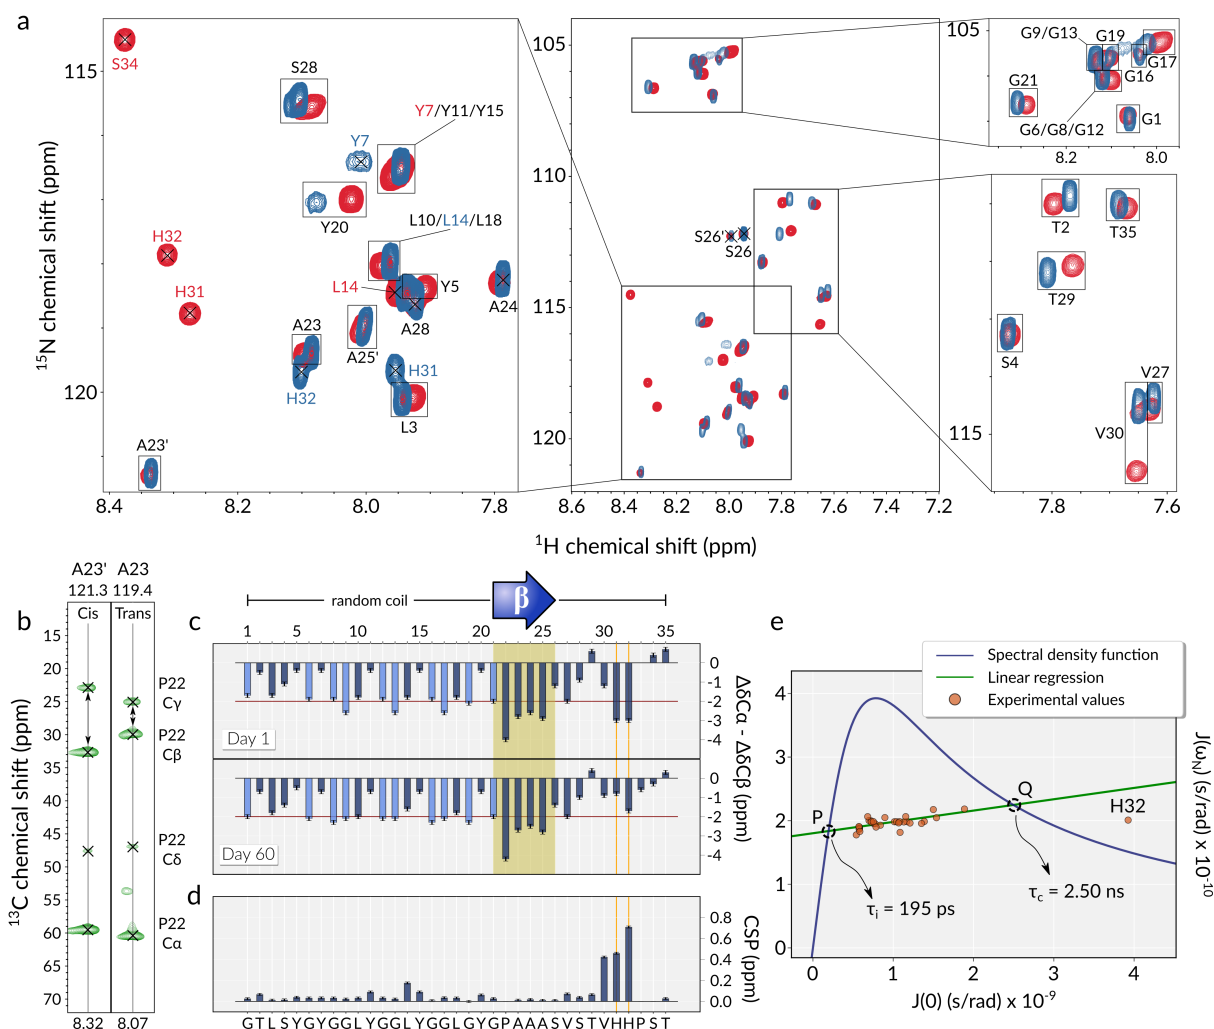 a
S34
S28
Y7/Y11/Y15
Y7
Y20
L10/L14/L18
H32
H31
L14
Y5
A24
A28
A23
A25'
H32
H31
L3
A23'
115
120
8.4
8.2
8.0
7.8
15N chemical shift (ppm)
105
110
115
120
S26'
S26
8.6
8.4
8.2
8.0
7.8
7.6
7.4
7.2
1H chemical shift (ppm)
105
G9/G13
G19
G17
G16
G21
G6/G8/G12
G1
8.2
8.0
T2
T35
T29
S4
V27
V30
115
7.8
7.6
b
A23' A23
121.3 119.4
Cis
Trans
15
20
25
30
35
40
45
50
55
60
65
70
13C chemical shift (ppm)
P22
Cγ
P22
Cβ
P22
Cδ
P22
Cα
8.32
8.07
c
random coil
β
1 5 10 15 20 25 30 35
0
-1
-2
-3
-4
Day 1
0
-1
-2
-3
-4
Day 60
ΔδCα - ΔδCβ (ppm)
d
0.8
0.6
0.4
0.2
0.0
CSP (ppm)
GTLSYGYGGLYGGLYGGLGYGPAAASVSTVHHPST
e
Spectral density function
Linear regression
Experimental values
4
3
2
1
0
P
Q
H32
τi = 195 ps
τc = 2.50 ns
0 1 2 3 4
J(0) (s/rad) x 10-9
J(ωN) (s/rad) x 10-10